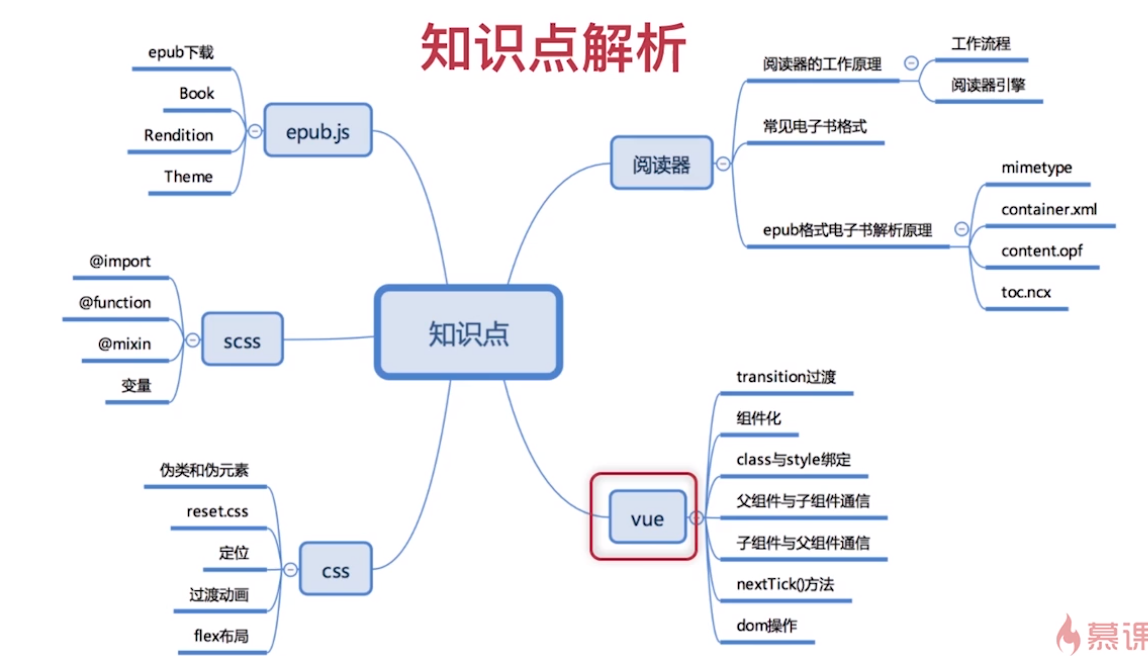 知识点解析
epub下载
Book
Rendition
Theme
epub.js
@import
@function
@mixin
变量
scss
伪类和伪元素
reset.css
定位
过渡动画
flex布局
css
知识点
阅读器
阅读器的工作原理
工作流程
阅读器引擎
常见电子书格式
epub格式电子书解析原理
mimetype
container.xml
content.opf
toc.ncx
vue
transition过渡
组件化
class与style绑定
父组件与子组件通信
子组件与父组件通信
nextTick()方法
dom操作
慕课